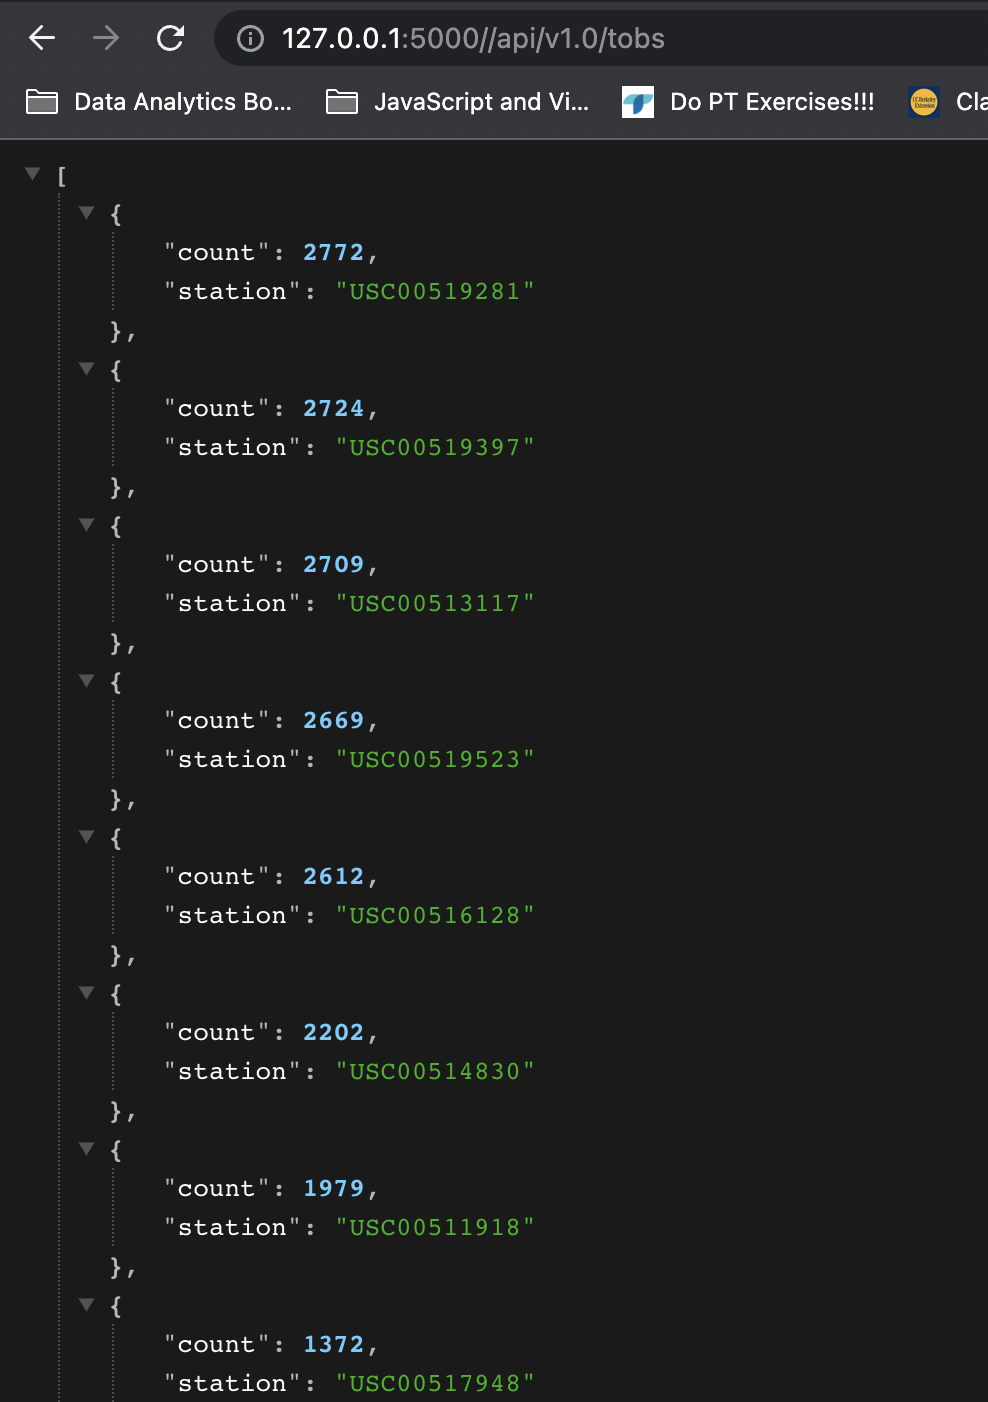 127.0.0.1:5000//api/v1.0/tobs
Data Analytics Bo... JavaScript and Vi... Do PT Exercises!!! Cla
[
{
"count": 2772,
"station": "USC00519281"
},
{
"count": 2724,
"station": "USC00519397"
},
{
"count": 2709,
"station": "USC00513117"
},
{
"count": 2669,
"station": "USC00519523"
},
{
"count": 2612,
"station": "USC00516128"
},
{
"count": 2202,
"station": "USC00514830"
},
{
"count": 1979,
"station": "USC00511918"
},
{
"count": 1372,
"station": "USC00517948"